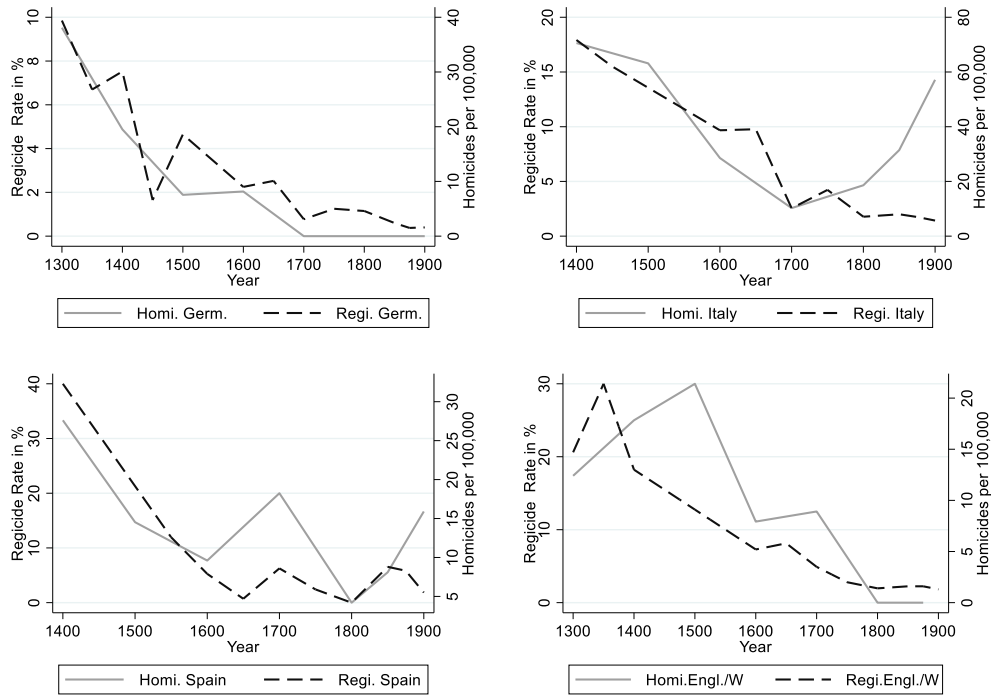 Regicide Rate in %
10
8
6
4
2
0
Homicides per 100,000
40
30
20
10
0
1300 1400 1500 1600 1700 1800 1900
Year
Homi. Germ. Regi. Germ.
Regicide Rate in %
20
15
10
5
0
Homicides per 100,000
80
60
40
20
0
1400 1500 1600 1700 1800 1900
Year
Homi. Italy Regi. Italy
Regicide Rate in %
40
30
20
10
0
Homicides per 100,000
30
25
20
15
10
5
1400 1500 1600 1700 1800 1900
Year
Homi. Spain Regi. Spain
Regicide Rate in %
30
20
10
0
Homicides per 100,000
20
15
10
5
0
1300 1400 1500 1600 1700 1800 1900
Year
Homi.Engl./W Regi.Engl./W